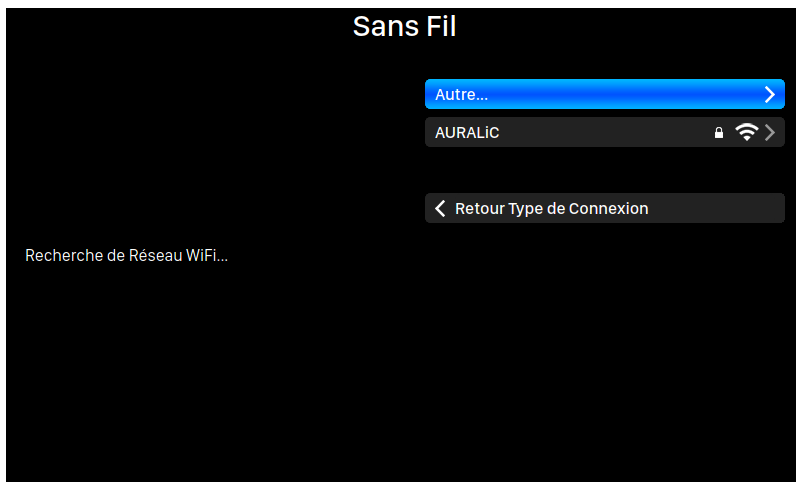 Sans Fil
Autre...
AURALiC
Retour Type de Connexion
Recherche de Réseau WiFi...